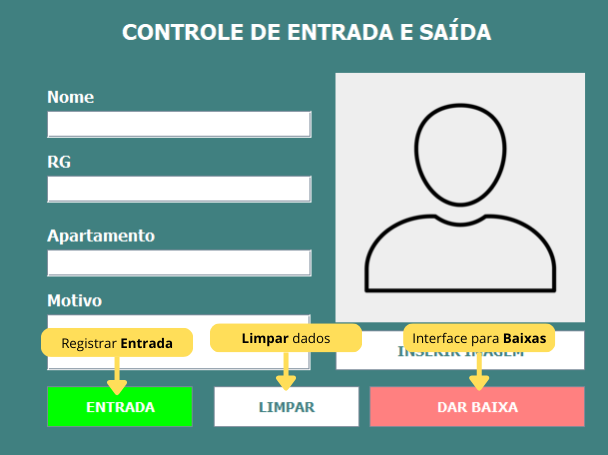 CONTROLE DE ENTRADA E SAÍDA
Nome
RG
Apartamento
Motivo
Registrar Entrada
Limpar dados
Interface para Baixas
INSERIR IMAGEM
ENTRADA
LIMPAR
DAR BAIXA